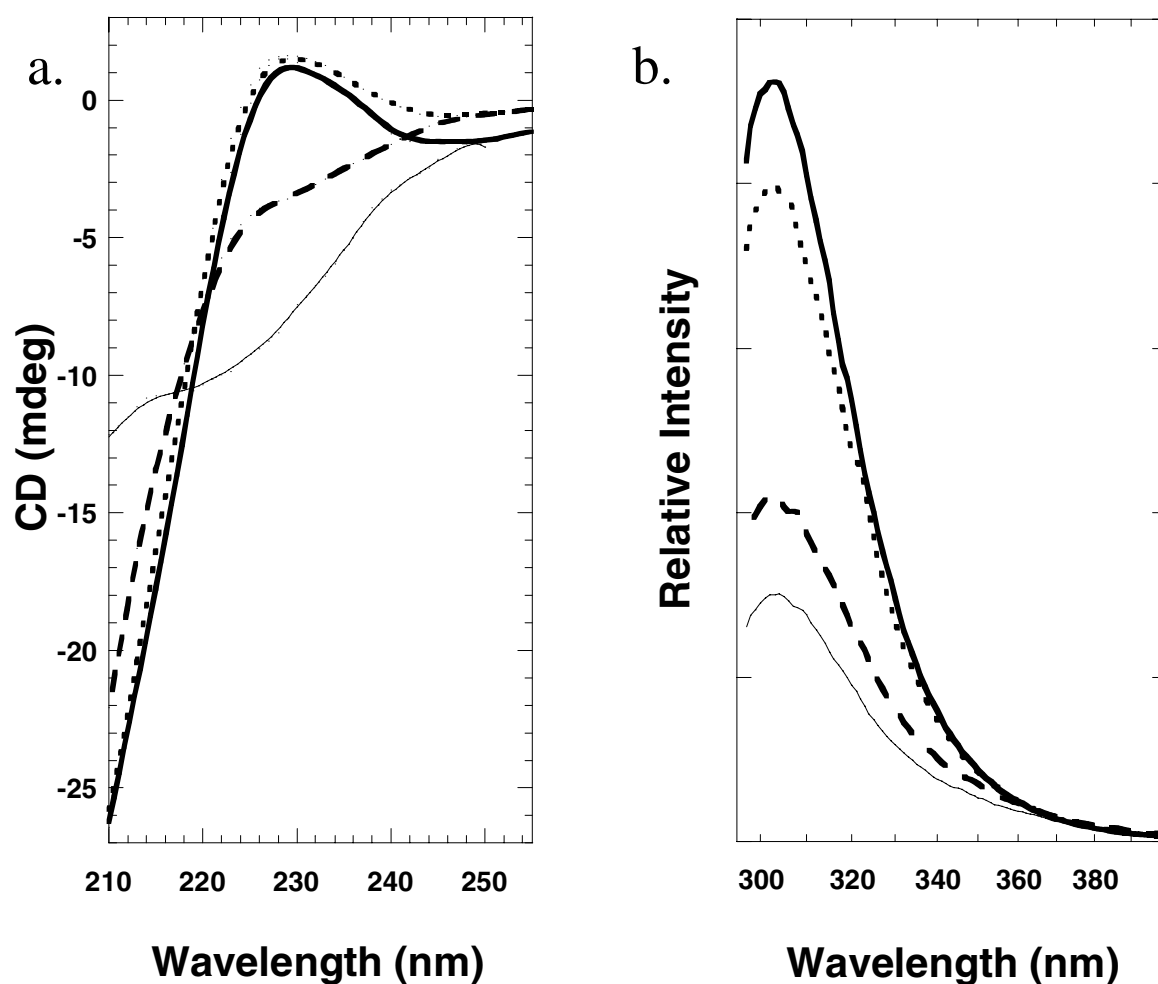 a.
CD (mdeg)
0
-5
-10
-15
-20
-25
210 220 230 240 250
Wavelength (nm)
b.
Relative Intensity
300 320 340 360 380
Wavelength (nm)